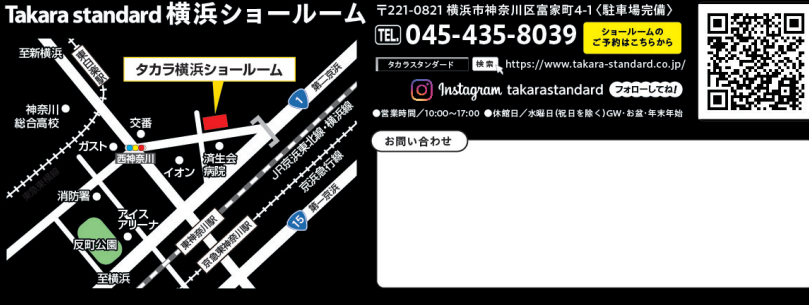 Takara standard 横浜ショールーム
〒221-0821 横浜市神奈川区富家町4-1〈駐車場完備〉
TEL. 045-435-8039
ショールームの
ご予約はこちらから
タカラスタンダード 検索 https://www.takara-standard.co.jp/
Instagram takarastandard フォローしてね!
●営業時間/10:00〜17:00 ●休館日/水曜日(祝日を除く)GW・お盆・年末年始
お問い合わせ
至新横浜
東白楽駅
タカラ横浜ショールーム
第二京浜
1
神奈川
総合高校
交番
ガスト
西神奈川
イオン
済生会
病院
JR京浜東北線・横浜線
京浜急行線
消防署
アイス
アリーナ
反町公園
東神奈川駅
京急東神奈川駅
15
第一京浜
至横浜